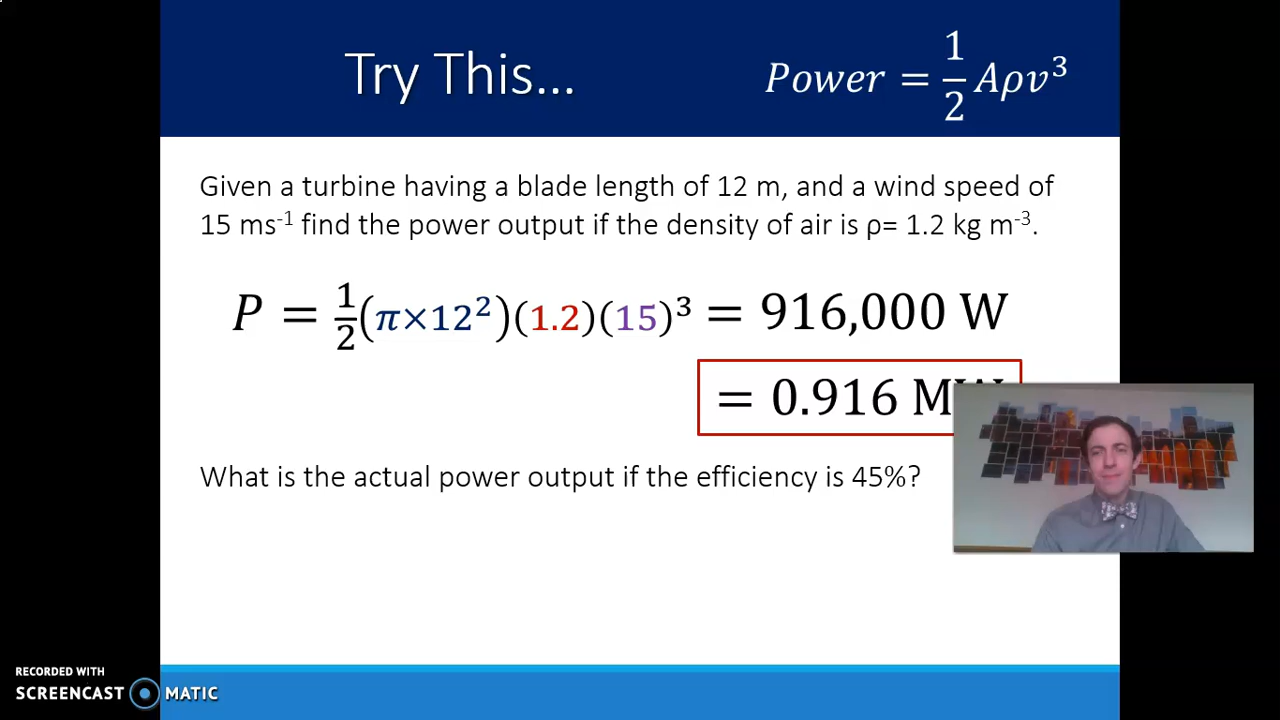 Try This...
Power = 1/2 Aρv³
Given a turbine having a blade length of 12 m, and a wind speed of
15 ms⁻¹ find the power output if the density of air is ρ= 1.2 kg m⁻³.
P = 1/2 (π×12²)(1.2)(15)³ = 916,000 W
= 0.916 M
What is the actual power output if the efficiency is 45%?
RECORDED WITH
SCREENCAST MATIC